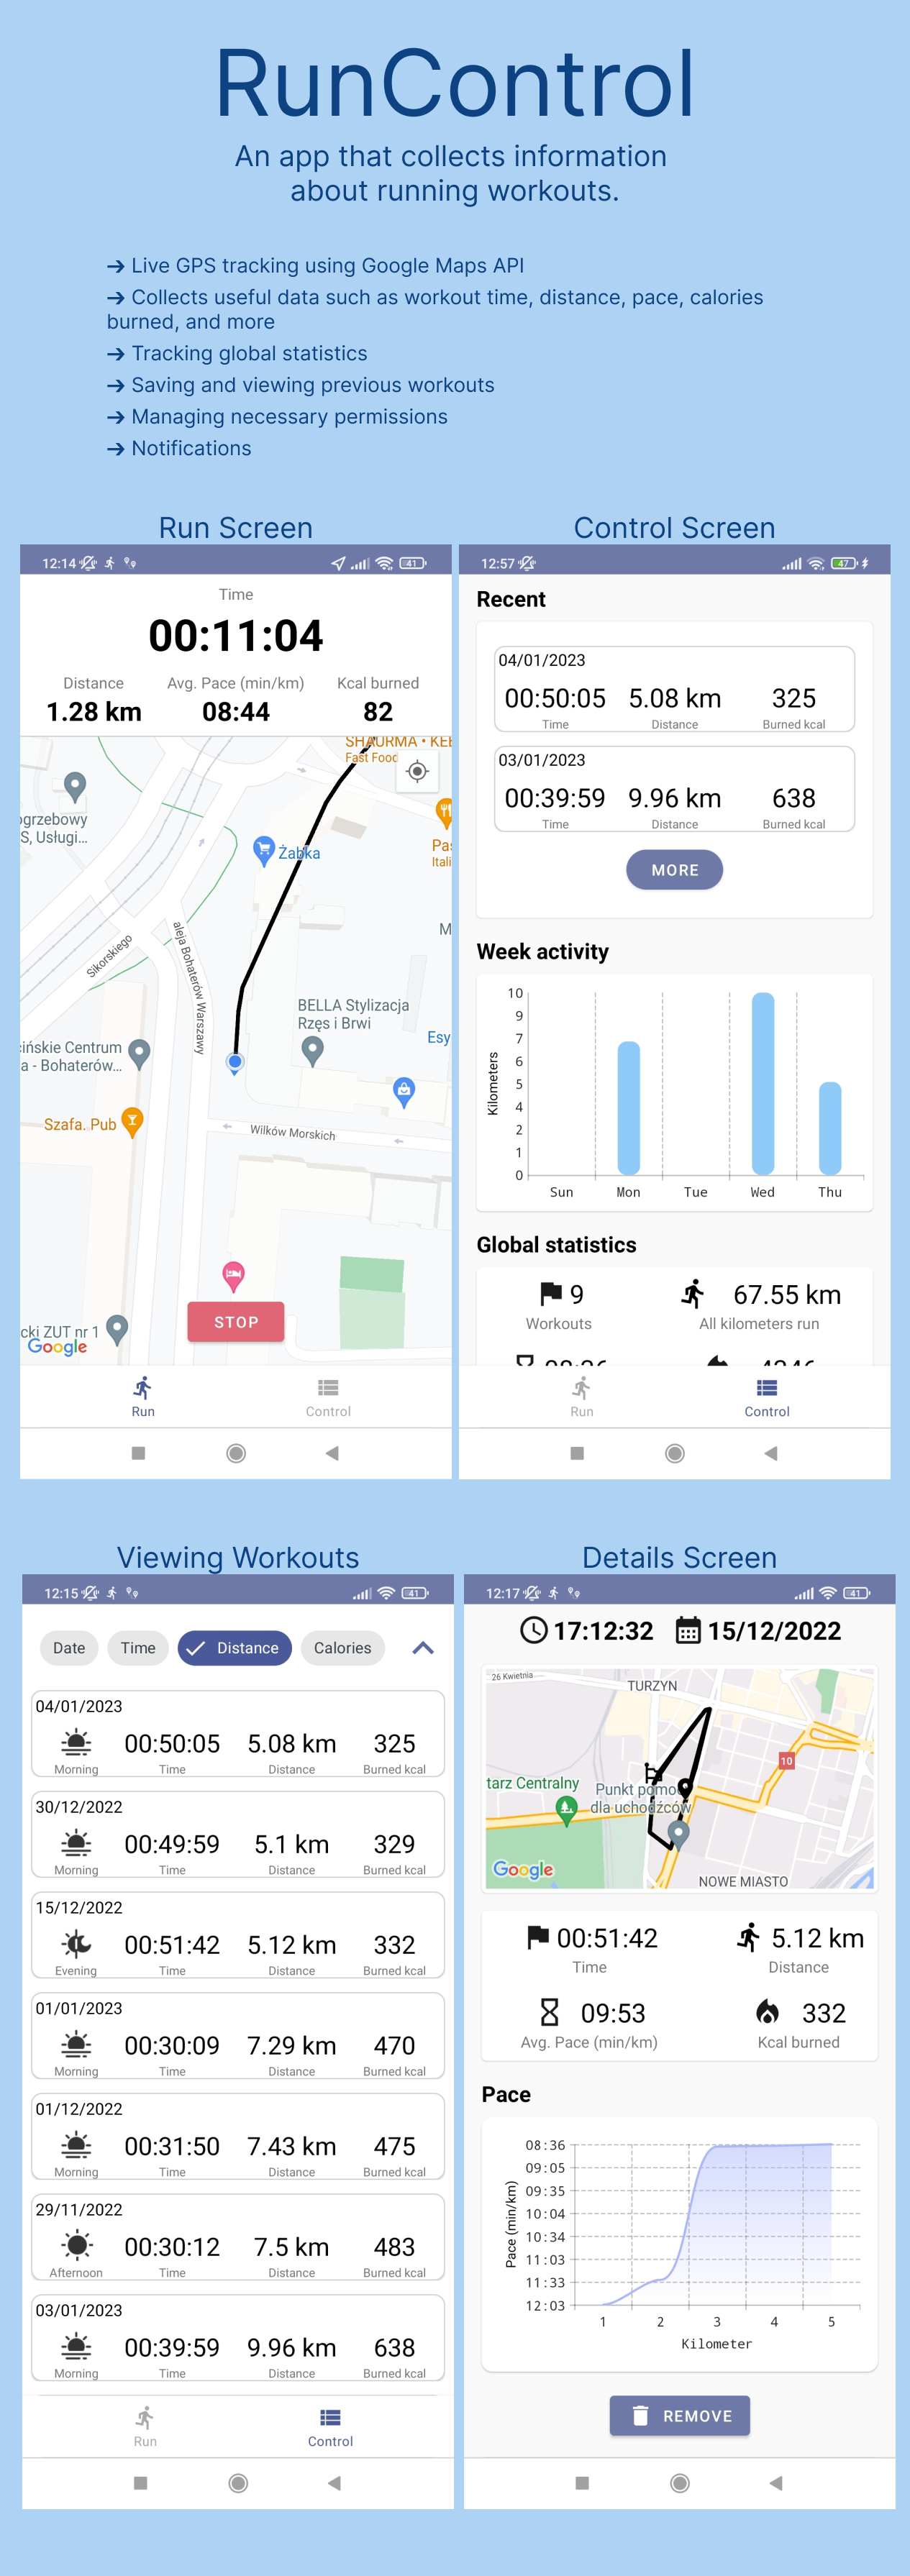 RunControl
An app that collects information
about running workouts.
→ Live GPS tracking using Google Maps API
→ Collects useful data such as workout time, distance, pace, calories
burned, and more
→ Tracking global statistics
→ Saving and viewing previous workouts
→ Managing necessary permissions
→ Notifications
Run Screen
12:14
41
Time
00:11:04
Distance Avg. Pace (min/km) Kcal burned
1.28 km 08:44 82
SHAURMA • KEB
Fast Food
ogrzebowy
S, Usługi...
Żabka
Pas
Itali
M
Sikorskiego
aleja Bohaterów Warszawy
BELLA Stylizacja
Rzęs i Brwi
Esy
cińskie Centrum
a - Bohaterów...
Szafa. Pub
Wilków Morskich
cki ZUT nr 1
STOP
Google
Run Control
Control Screen
12:57
47
Recent
04/01/2023
00:50:05 5.08 km 325
Time Distance Burned kcal
03/01/2023
00:39:59 9.96 km 638
Time Distance Burned kcal
MORE
Week activity
Kilometers
10
9
7
6
5
4
2
1
0
Sun Mon Tue Wed Thu
Global statistics
9 67.55 km
Workouts All kilometers run
Run Control
Viewing Workouts
12:15
41
Date Time Distance Calories
04/01/2023
00:50:05 5.08 km 325
Morning Time Distance Burned kcal
30/12/2022
00:49:59 5.1 km 329
Morning Time Distance Burned kcal
15/12/2022
00:51:42 5.12 km 332
Evening Time Distance Burned kcal
01/01/2023
00:30:09 7.29 km 470
Morning Time Distance Burned kcal
01/12/2022
00:31:50 7.43 km 475
Morning Time Distance Burned kcal
29/11/2022
00:30:12 7.5 km 483
Afternoon Time Distance Burned kcal
03/01/2023
00:39:59 9.96 km 638
Morning Time Distance Burned kcal
Run Control
Details Screen
12:17
41
17:12:32 15/12/2022
26 Kwietnia
TURZYN
10
tarz Centralny
Punkt pomoc
dla uchodźców
Google
NOWE MIASTO
00:51:42 5.12 km
Time Distance
09:53 332
Avg. Pace (min/km) Kcal burned
Pace
Pace (min/km)
08:36
09:05
09:35
10:04
10:34
11:03
11:33
12:03
1 2 3 4 5
Kilometer
REMOVE